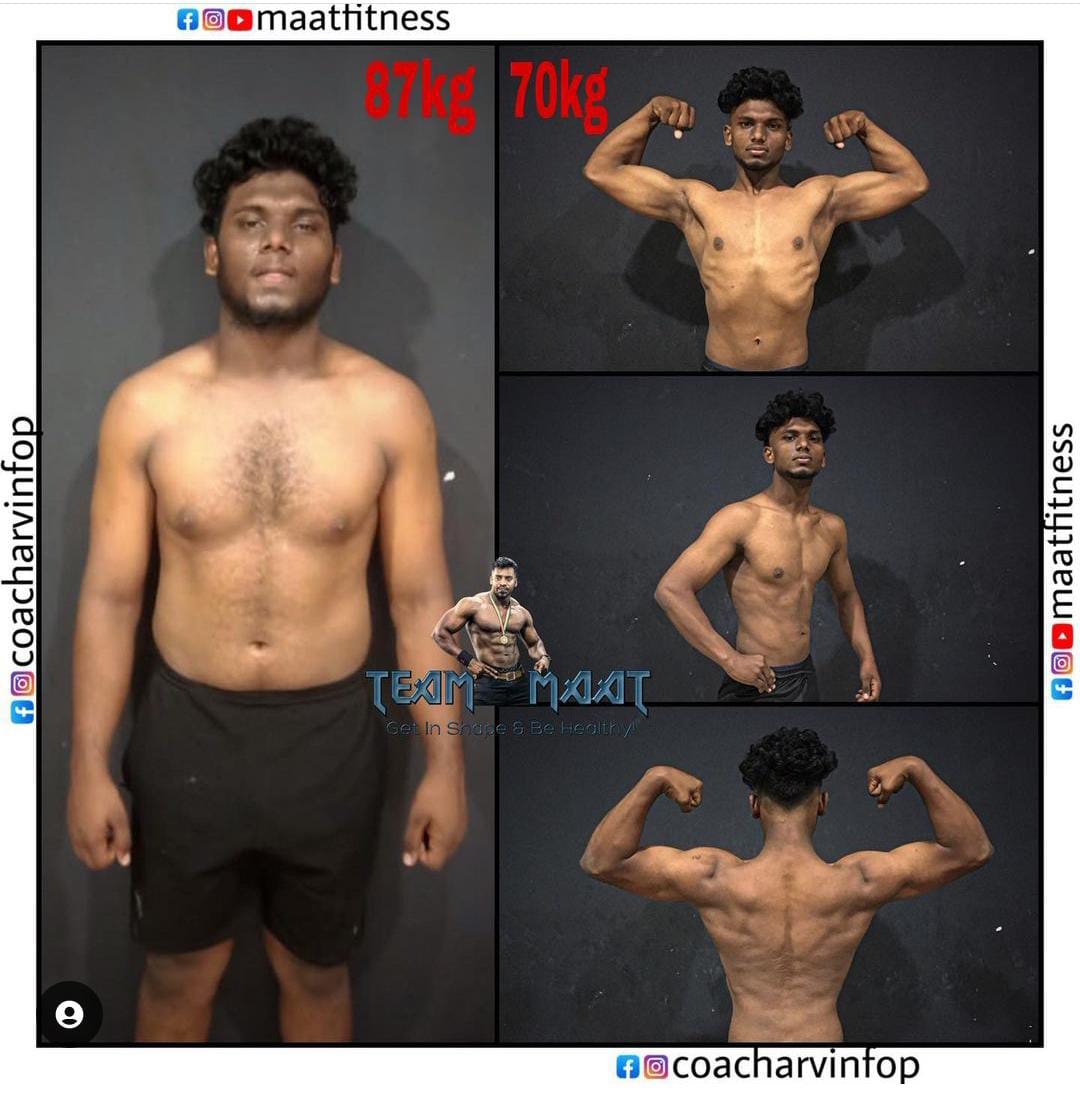 maatfitness
87kg 70kg
coacharvinfop
maatfitness
TEAM MAAT
Get In Shape & Be Healthy!
coacharvinfop